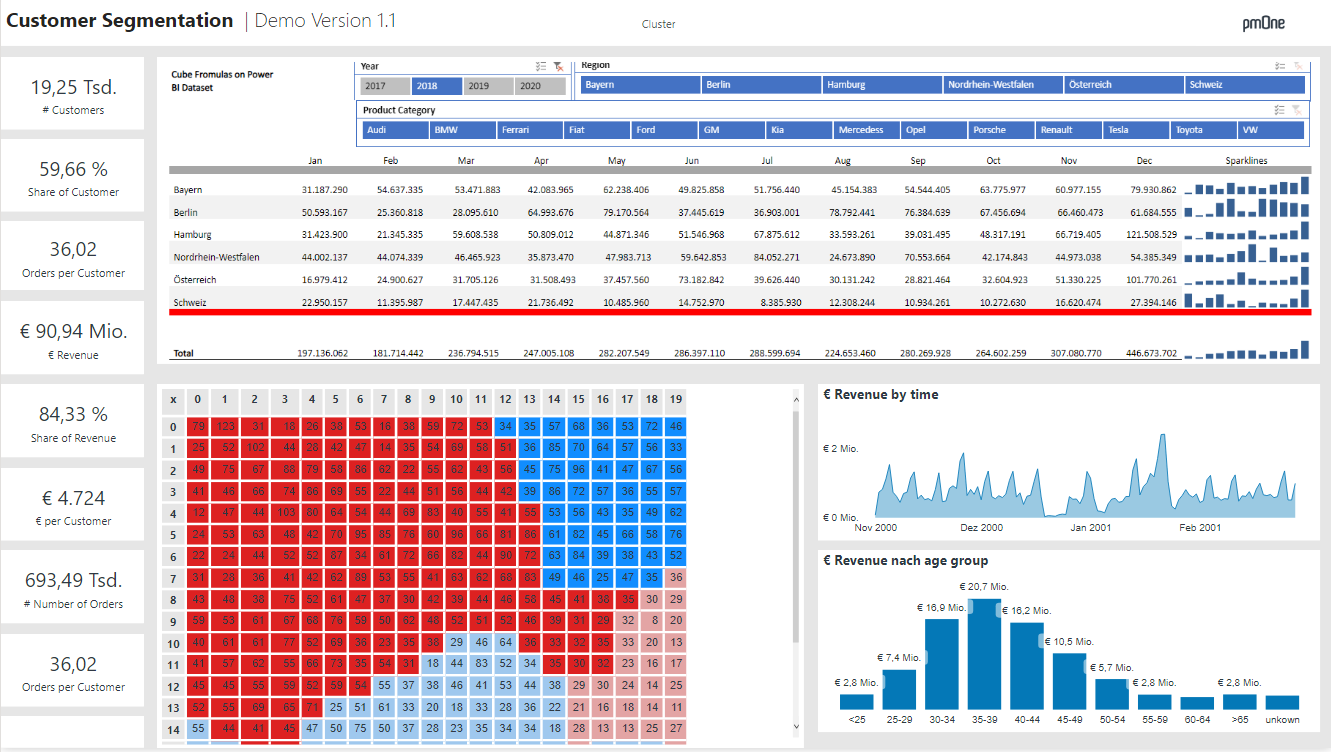 Customer Segmentation | Demo Version 1.1
Cluster
pmOne
19,25 Tsd.
# Customers
59,66 %
Share of Customer
36,02
Orders per Customer
€ 90,94 Mio.
€ Revenue
84,33 %
Share of Revenue
€ 4.724
€ per Customer
693,49 Tsd.
# Number of Orders
36,02
Orders per Customer
Cube Fromulas on Power
BI Dataset
Year
2017 2018 2019 2020
Region
Bayern Berlin Hamburg Nordrhein-Westfalen Österreich Schweiz
Product Category
Audi BMW Ferrari Fiat Ford GM Kia Mercedess Opel Porsche Renault Tesla Toyota VW
Jan Feb Mar Apr May Jun Jul Aug Sep Oct Nov Dec Sparklines
Bayern 31.187.290 54.637.335 53.471.883 42.083.965 62.238.406 49.825.858 51.756.440 45.154.383 54.544.405 63.775.977 60.977.155 79.930.862
Berlin 50.593.167 25.360.818 28.095.610 64.993.676 79.170.564 37.445.619 36.903.001 78.792.441 76.384.639 67.456.694 66.460.473 61.684.555
Hamburg 31.423.900 21.345.335 59.608.538 50.809.012 44.871.346 51.546.968 67.875.612 33.593.261 39.031.495 48.317.191 66.719.405 121.508.529
Nordrhein-Westfalen 44.002.137 44.074.339 46.465.923 35.873.470 47.983.713 59.642.853 84.052.271 24.673.890 70.553.664 42.174.843 44.973.038 54.385.349
Österreich 16.979.412 24.900.627 31.705.126 31.508.493 37.457.560 73.182.842 39.626.440 30.131.242 28.821.464 32.604.923 51.330.225 101.770.261
Schweiz 22.950.157 11.395.987 17.447.435 21.736.492 10.485.960 14.752.970 8.385.930 12.308.244 10.934.261 10.272.630 16.620.474 27.394.146
Total 197.136.062 181.714.442 236.794.515 247.005.108 282.207.549 286.397.110 288.599.694 224.653.460 280.269.928 264.602.259 307.080.770 446.673.702
x 0 1 2 3 4 5 6 7 8 9 10 11 12 13 14 15 16 17 18 19
0 79 123 31 18 26 38 53 16 38 59 72 53 34 35 57 68 36 53 72 46
1 25 52 102 44 28 42 47 14 35 54 69 58 51 36 85 70 64 57 56 33
2 49 75 67 88 79 58 86 62 22 55 62 43 56 45 75 96 41 47 67 56
3 41 46 66 74 86 69 55 22 44 51 56 44 42 39 86 72 57 36 55 57
4 12 47 44 103 80 64 54 44 69 83 40 55 41 55 53 56 43 35 49 62
5 24 53 63 48 42 70 95 85 76 60 96 66 81 86 61 82 45 66 58 76
6 22 24 44 52 52 87 34 61 72 66 82 44 90 72 63 84 39 38 43 52
7 31 28 36 41 42 62 89 53 55 41 63 62 68 83 49 46 25 47 35 36
8 43 48 38 75 52 61 47 37 30 42 39 44 46 58 45 41 38 35 30 29
9 59 53 61 67 68 76 59 50 62 48 52 51 52 46 39 31 29 32 8 20
10 40 61 61 77 52 69 36 23 35 36 29 46 64 36 33 32 35 33 20 13
11 41 57 62 55 66 73 35 54 31 18 44 83 52 34 35 30 32 23 16 17
12 45 45 55 59 52 59 54 55 37 38 46 41 53 44 38 29 30 24 14 25
13 52 55 69 65 71 25 51 61 33 20 18 33 28 36 22 21 16 18 14 11
14 55 44 41 45 47 50 75 50 37 28 23 35 34 34 18 28 13 13 25 27
€ Revenue by time
€ 2 Mio.
€ 0 Mio.
Nov 2000 Dez 2000 Jan 2001 Feb 2001
€ Revenue nach age group
€ 2,8 Mio. € 7,4 Mio. € 16,9 Mio. € 20,7 Mio. € 16,2 Mio. € 10,5 Mio. € 5,7 Mio. € 2,8 Mio. € 2,8 Mio.
<25 25-29 30-34 35-39 40-44 45-49 50-54 55-59 60-64 >65 unkown